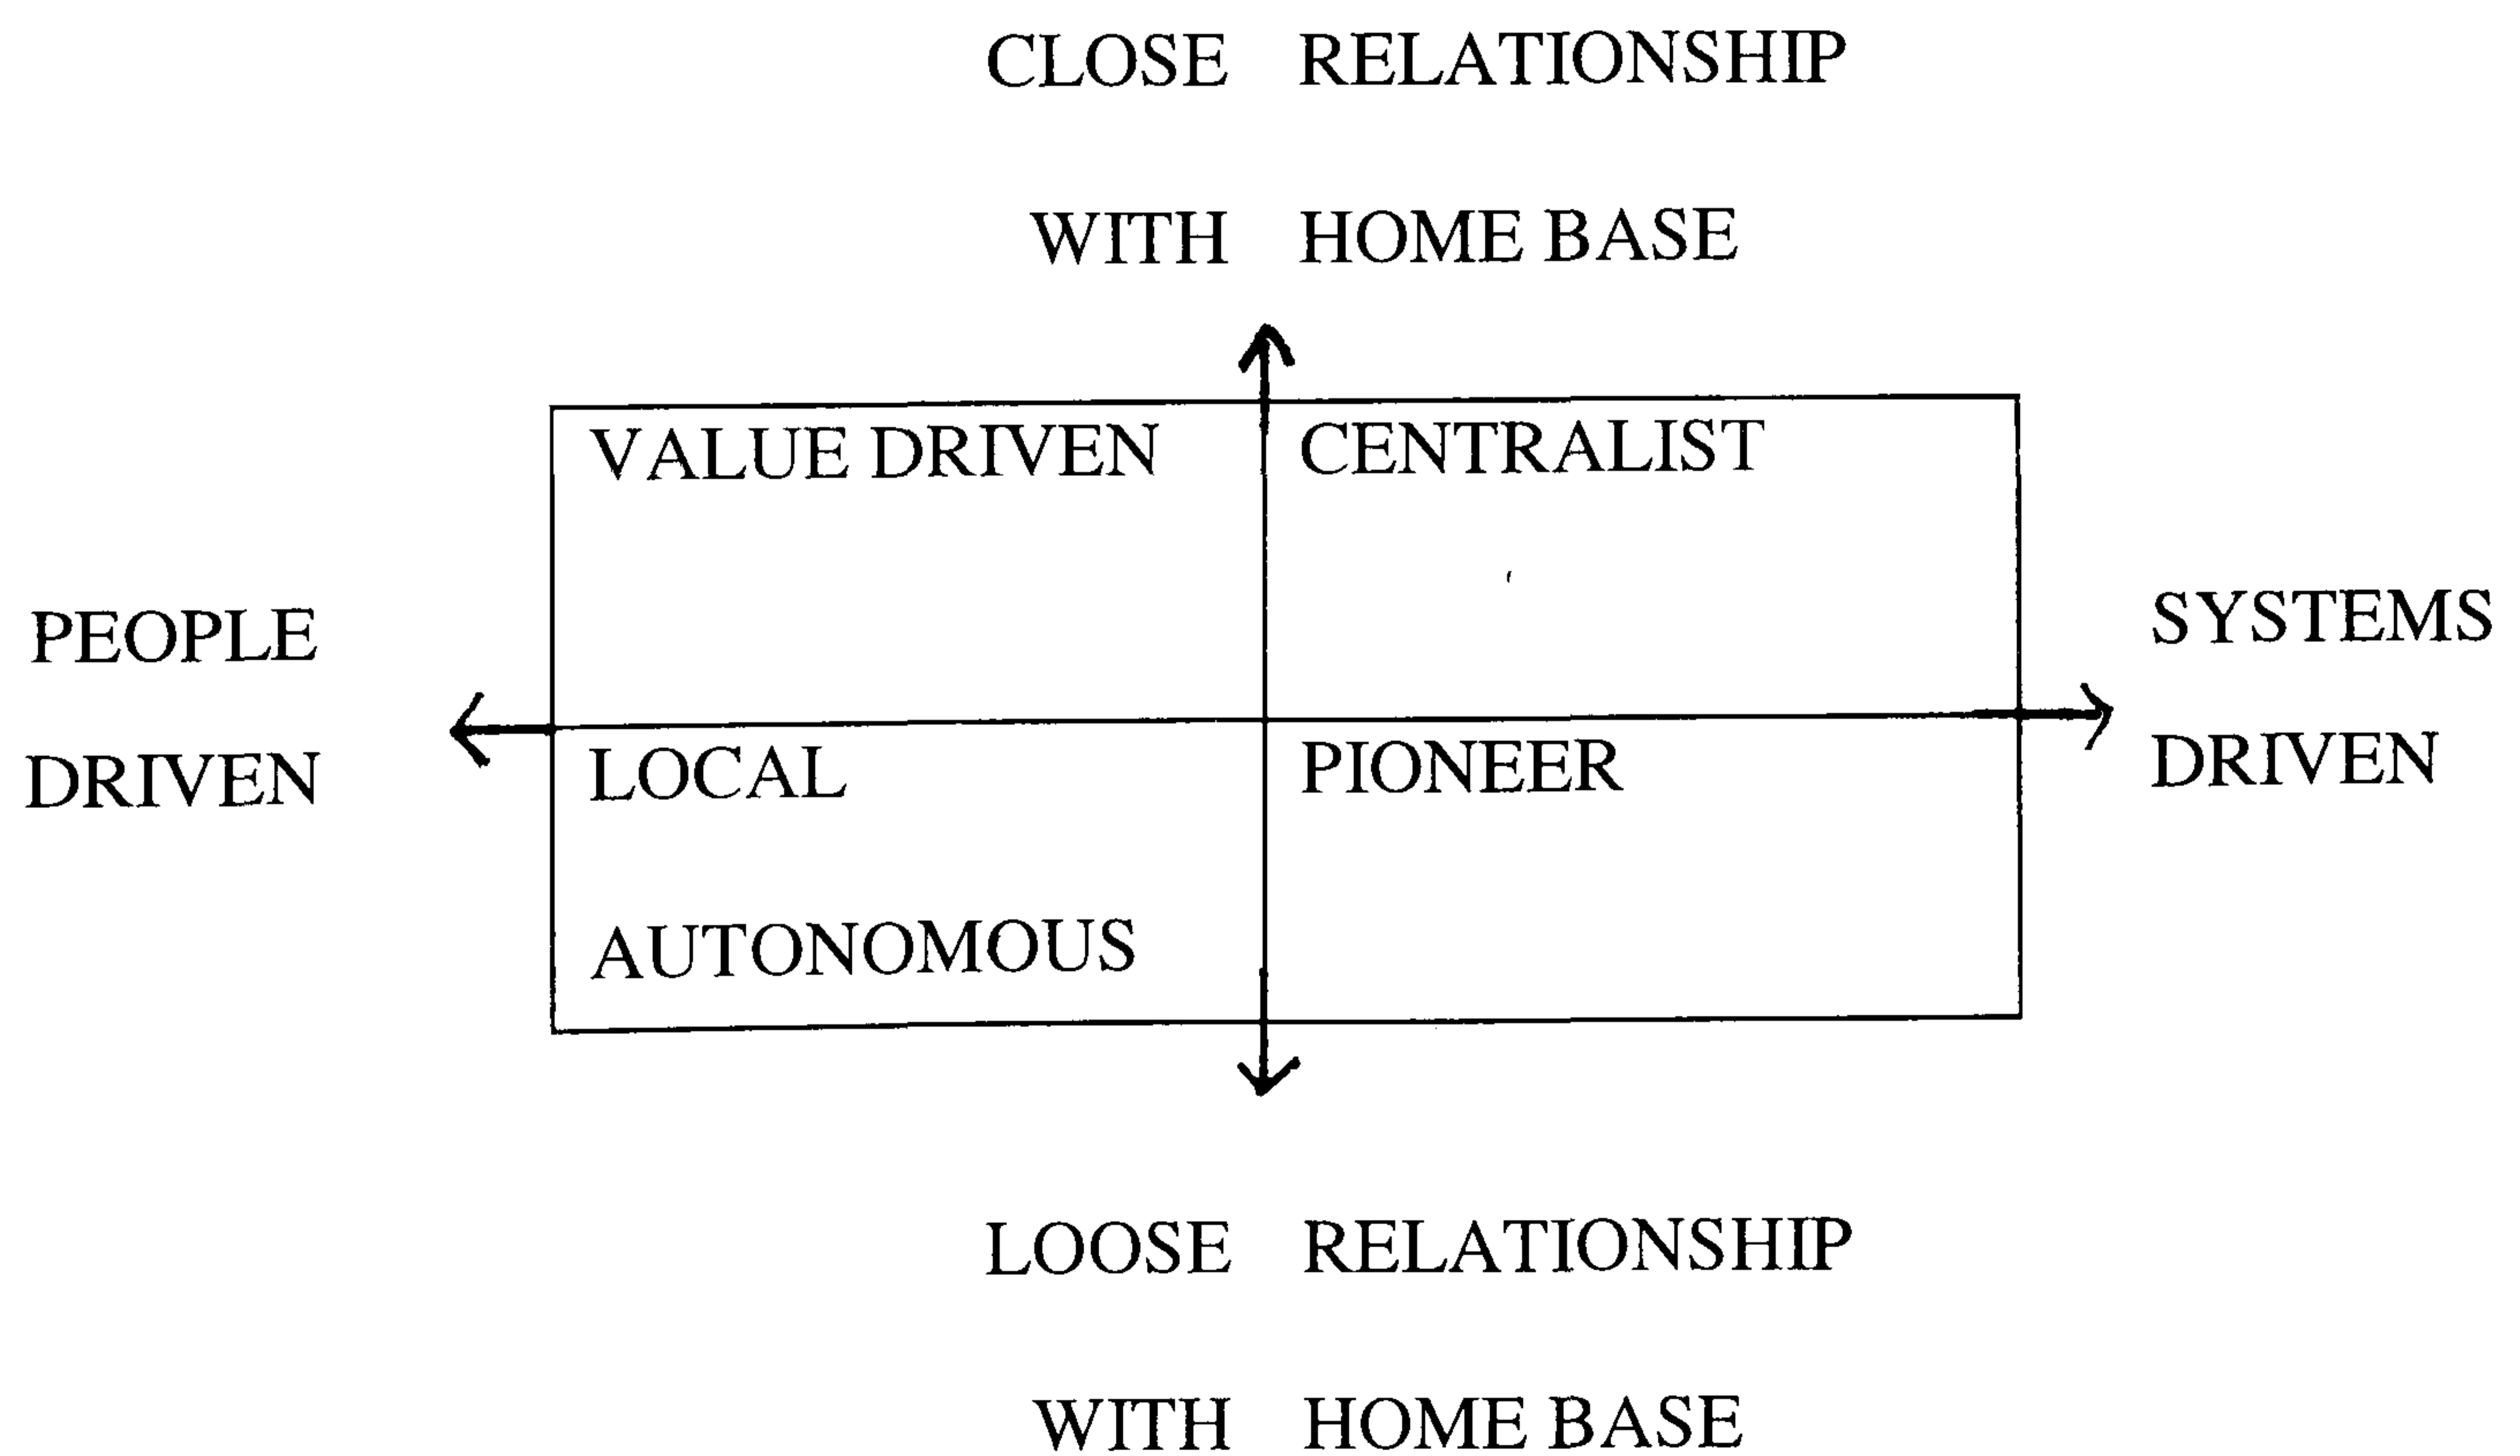 CLOSE RELATIONSHIP
WITH HOME BASE
VALUE DRIVEN CENTRALIST
PEOPLE
DRIVEN
SYSTEMS
DRIVEN
LOCAL PIONEER
AUTONOMOUS
LOOSE RELATIONSHIP
WITH HOME BASE